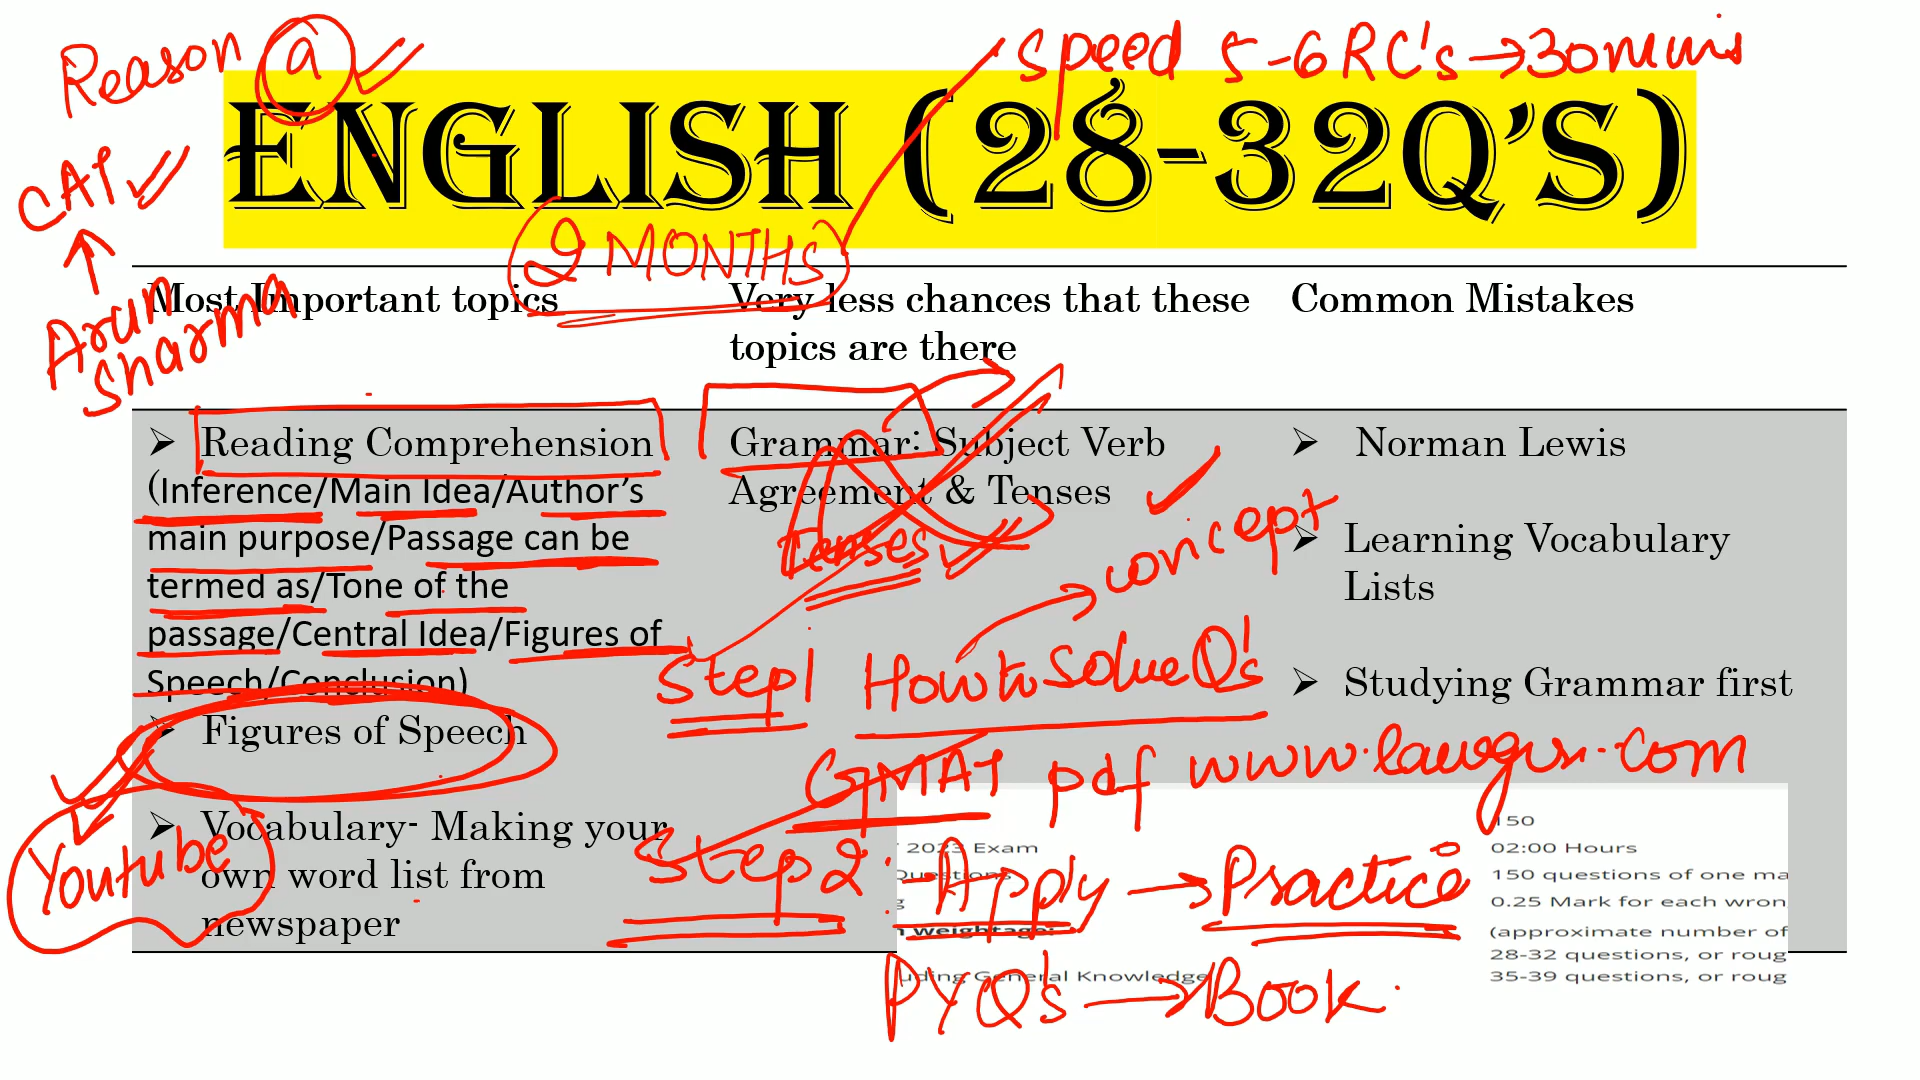 Reason a
speed 5-6 RC's → 30 mins
ENGLISH (28-32Q'S)
CAT
2 MONTHS
Arun
Sharma
Most Important topics
Very less chances that these
topics are there
Common Mistakes
➢ Reading Comprehension
(Inference/Main Idea/Author's
main purpose/Passage can be
termed as/Tone of the
passage/Central Idea/Figures of
Speech/Conclusion)
➢ Figures of Speech
➢ Vocabulary- Making your
own word list from
newspaper
Youtube
Grammar: Subject Verb
Agreement & Tenses
Tenses
concept
➢ Norman Lewis
➢ Learning Vocabulary
Lists
➢ Studying Grammar first
Step 1 How to Solve Q's
GMAT pdf
Step 2 - Apply → Practice
PYQ's → Book
2023 Exam
Questions
weightage:
uding General Knowledge
150
02:00 Hours
150 questions of one ma
0.25 Mark for each wron
(approximate number of
28-32 questions, or roug
35-39 questions, or roug